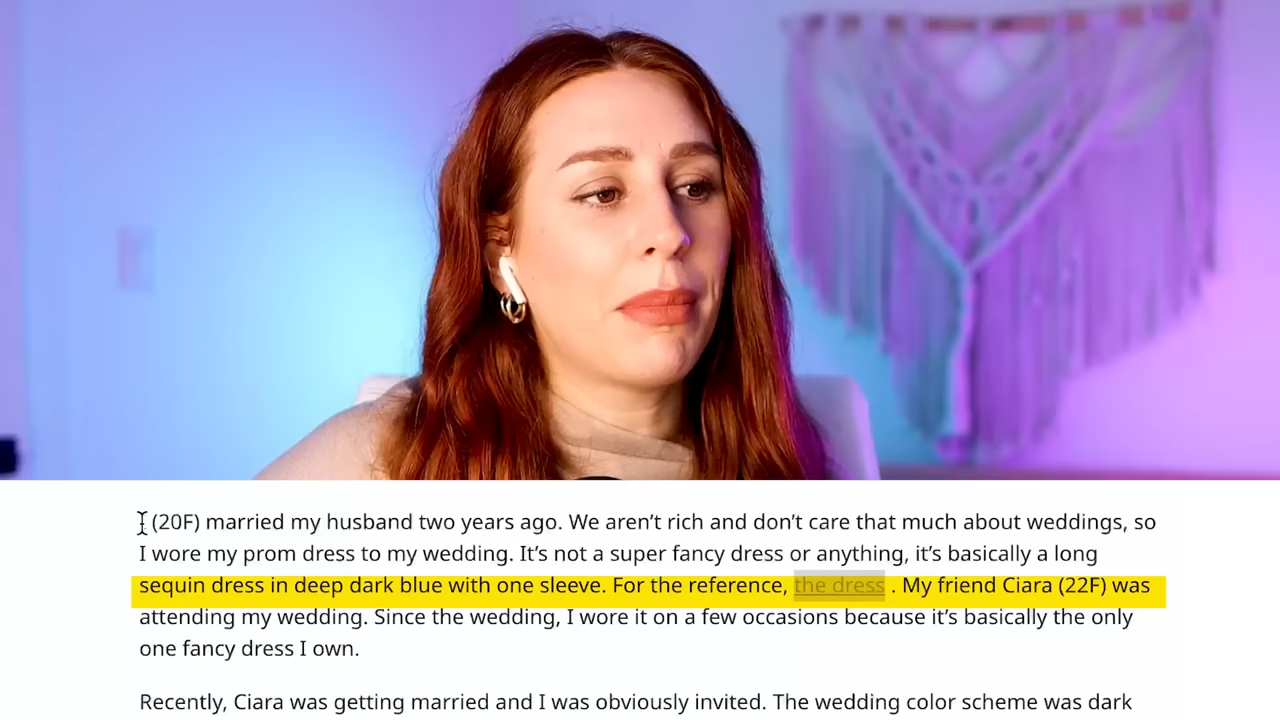 I (20F) married my husband two years ago. We aren’t rich and don’t care that much about weddings, so
I wore my prom dress to my wedding. It’s not a super fancy dress or anything, it’s basically a long
sequin dress in deep dark blue with one sleeve. For the reference, the dress . My friend Ciara (22F) was
attending my wedding. Since the wedding, I wore it on a few occasions because it’s basically the only
one fancy dress I own.
Recently, Ciara was getting married and I was obviously invited. The wedding color scheme was dark